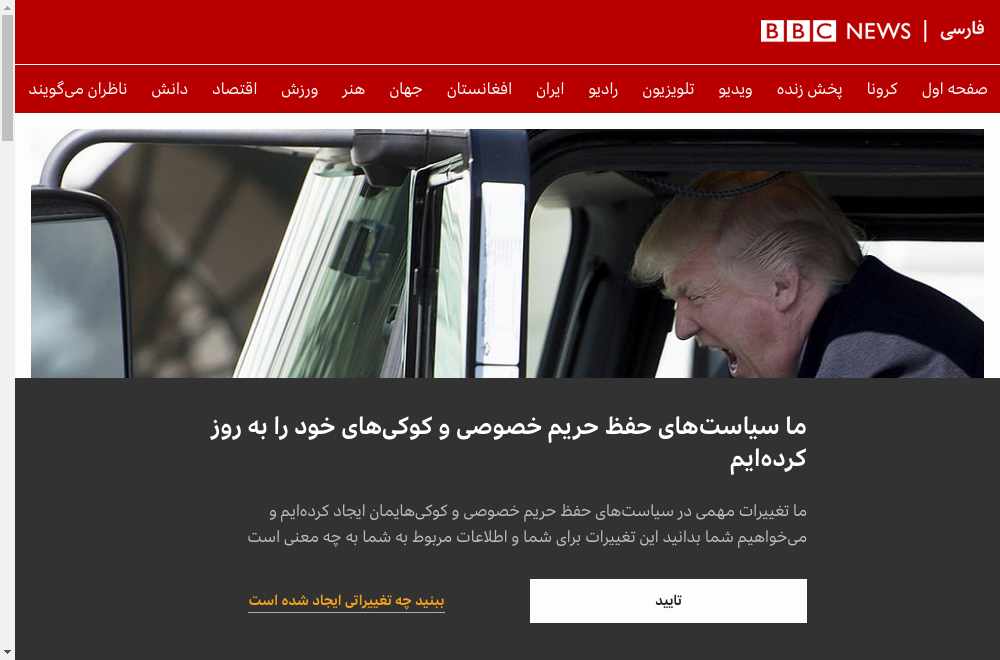 BBC NEWS | فارسی
صفحه اول کرونا پخش زنده ویدیو تلویزیون رادیو ایران افغانستان جهان هنر ورزش اقتصاد دانش ناظران می‌گویند
ما سیاست‌های حفظ حریم خصوصی و کوکی‌های خود را به روز
کرده‌ایم
ما تغییرات مهمی در سیاست‌های حفظ حریم خصوصی و کوکی‌هایمان ایجاد کرده‌ایم و
می‌خواهیم شما بدانید این تغییرات برای شما و اطلاعات مربوط به شما به چه معنی است
تایید
ببنید چه تغییراتی ایجاد شده است